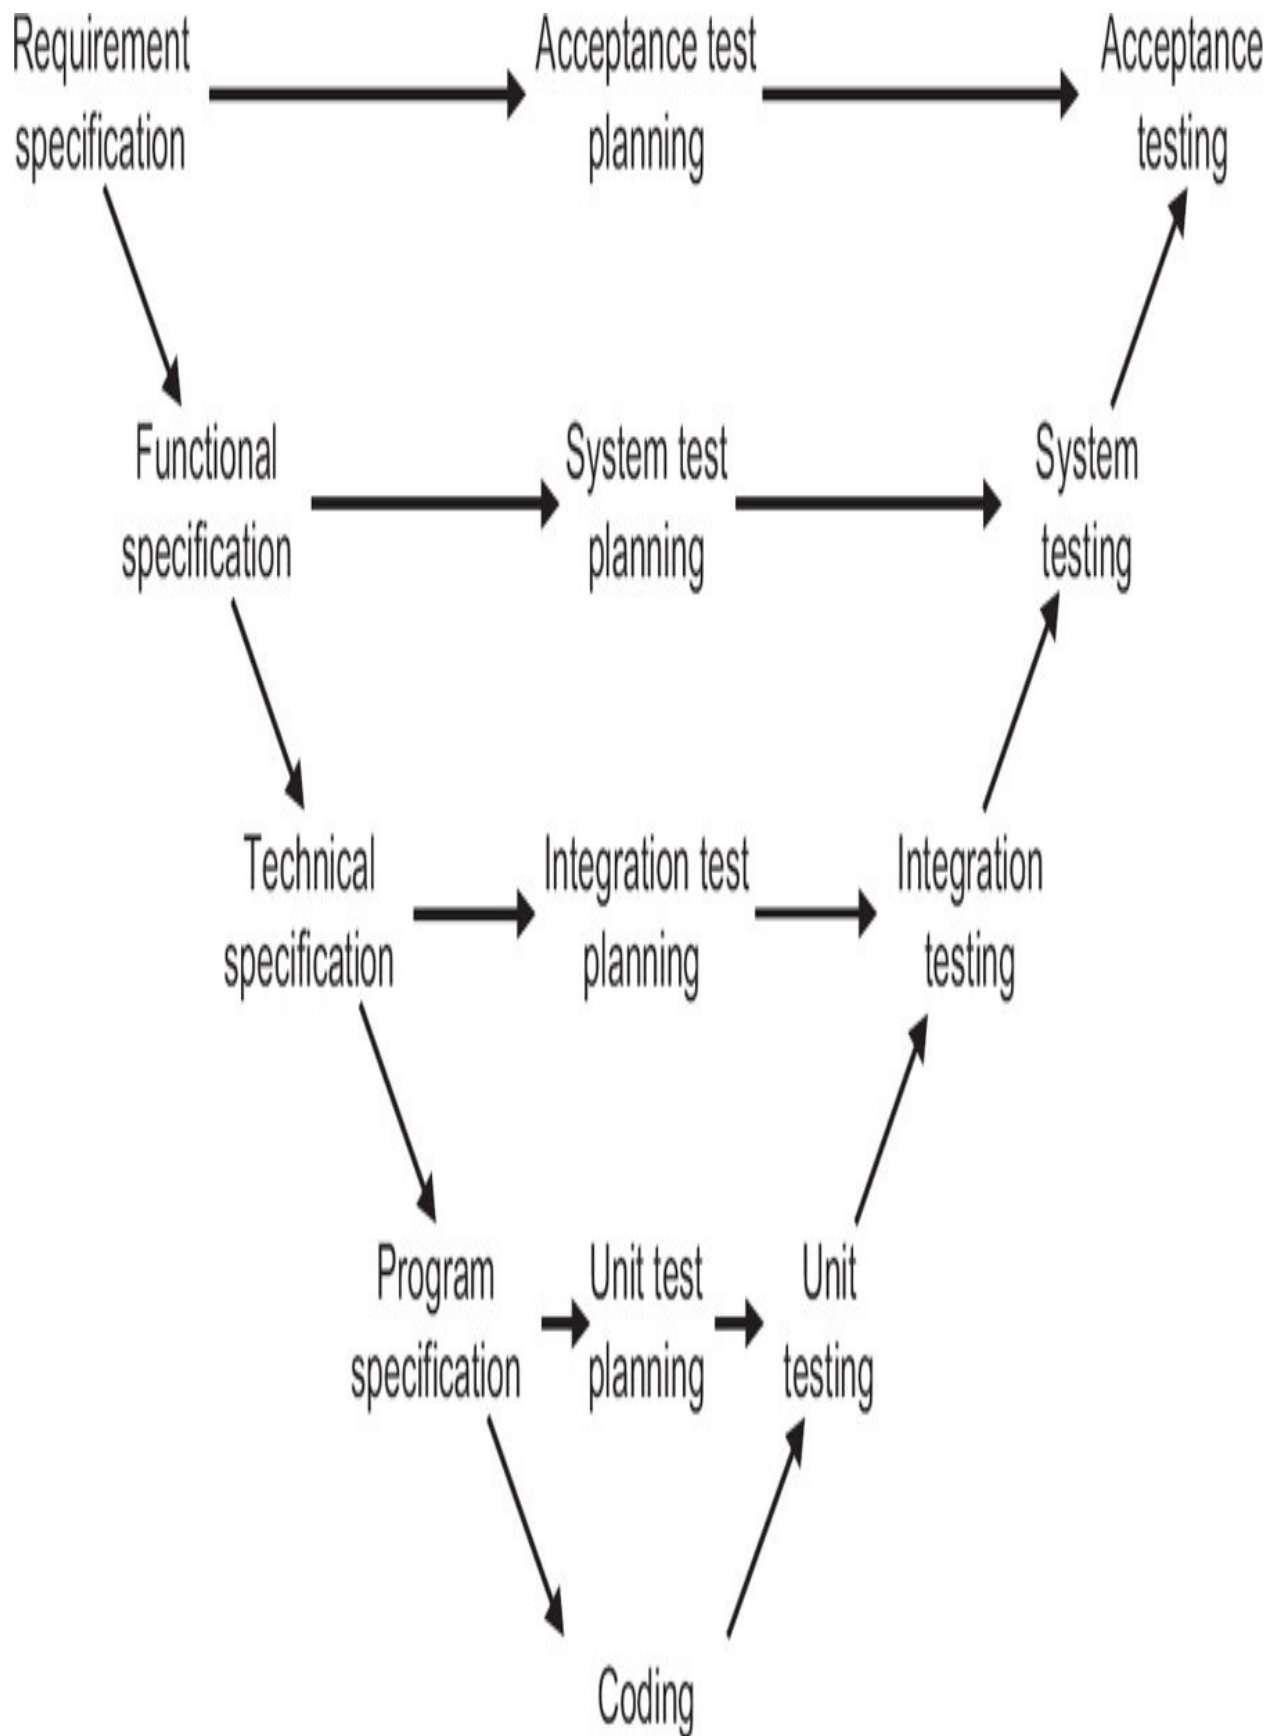 Requirement
specification
Acceptance test
planning
Acceptance
testing
Functional
specification
System test
planning
System
testing
Technical
specification
Integration test
planning
Integration
testing
Program
specification
Unit test
planning
Unit
testing
Coding